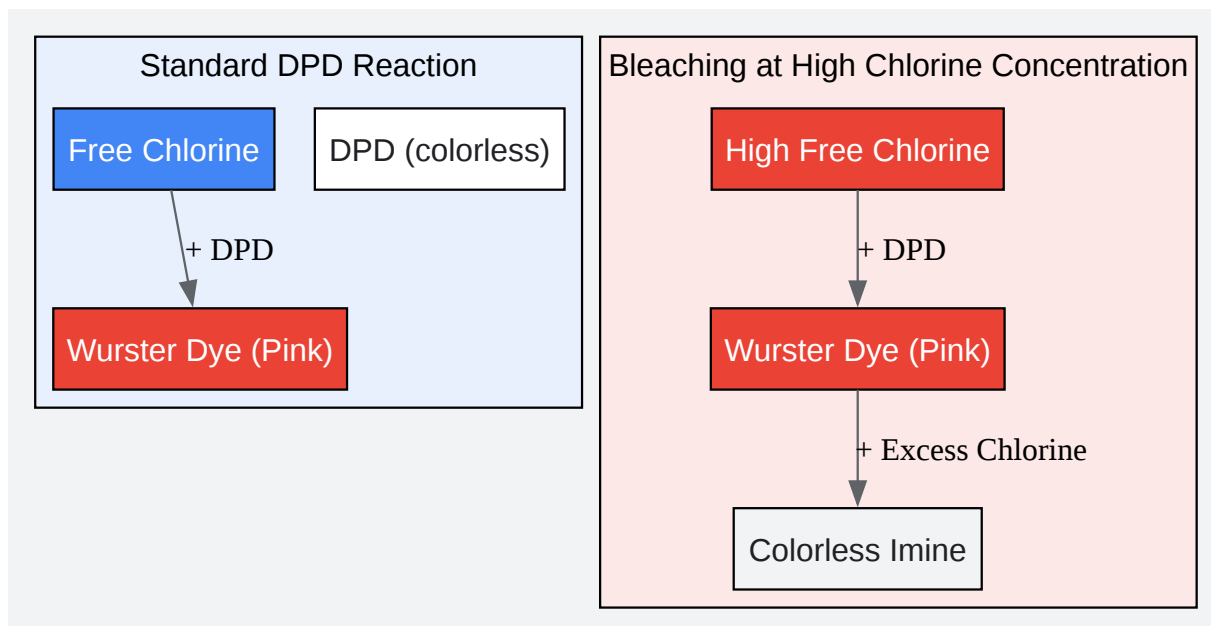 Standard DPD Reaction
Free Chlorine
DPD (colorless)
+ DPD
Wurster Dye (Pink)
Bleaching at High Chlorine Concentration
High Free Chlorine
+ DPD
Wurster Dye (Pink)
+ Excess Chlorine
Colorless Imine